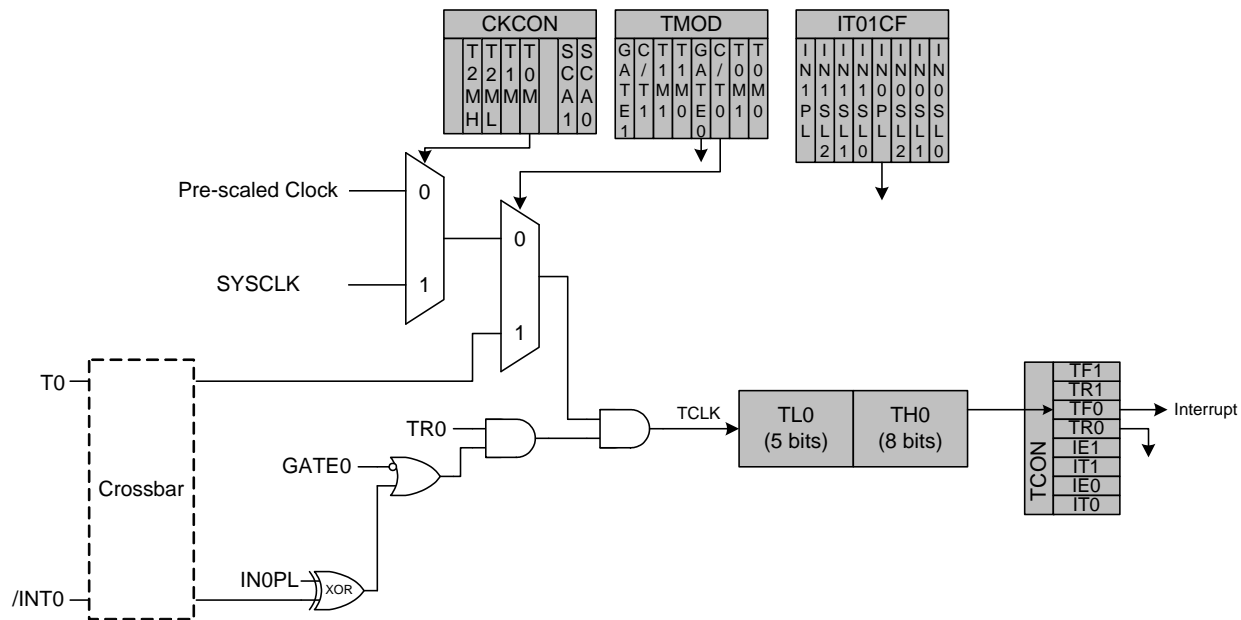 CKCON
TMOD
IT01CF
T2MH
T2ML
T1M
T0M
SCA1
SCA0
GATE1
C/T1
T1M1
T1M0
GATE0
C/T0
T0M1
T0M0
IN1PL
IN1SL2
IN1SL1
IN1SL0
IN0PL
IN0SL2
IN0SL1
IN0SL0
Pre-scaled Clock
0
0
SYSCLK
1
1
T0
TF1
TR1
TF0
Interrupt
TR0
IE1
IT1
IE0
IT0
TCON
TCLK
TL0
(5 bits)
TH0
(8 bits)
TR0
GATE0
Crossbar
IN0PL
XOR
/INT0